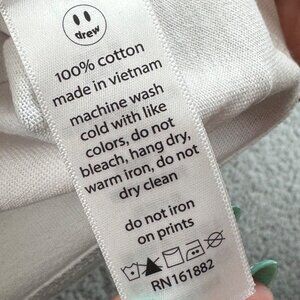 drew
100% cotton
made in vietnam
machine wash
cold with like
colors, do not
bleach, hang dry,
warm iron, do not
dry clean
do not iron
on prints
RN161882